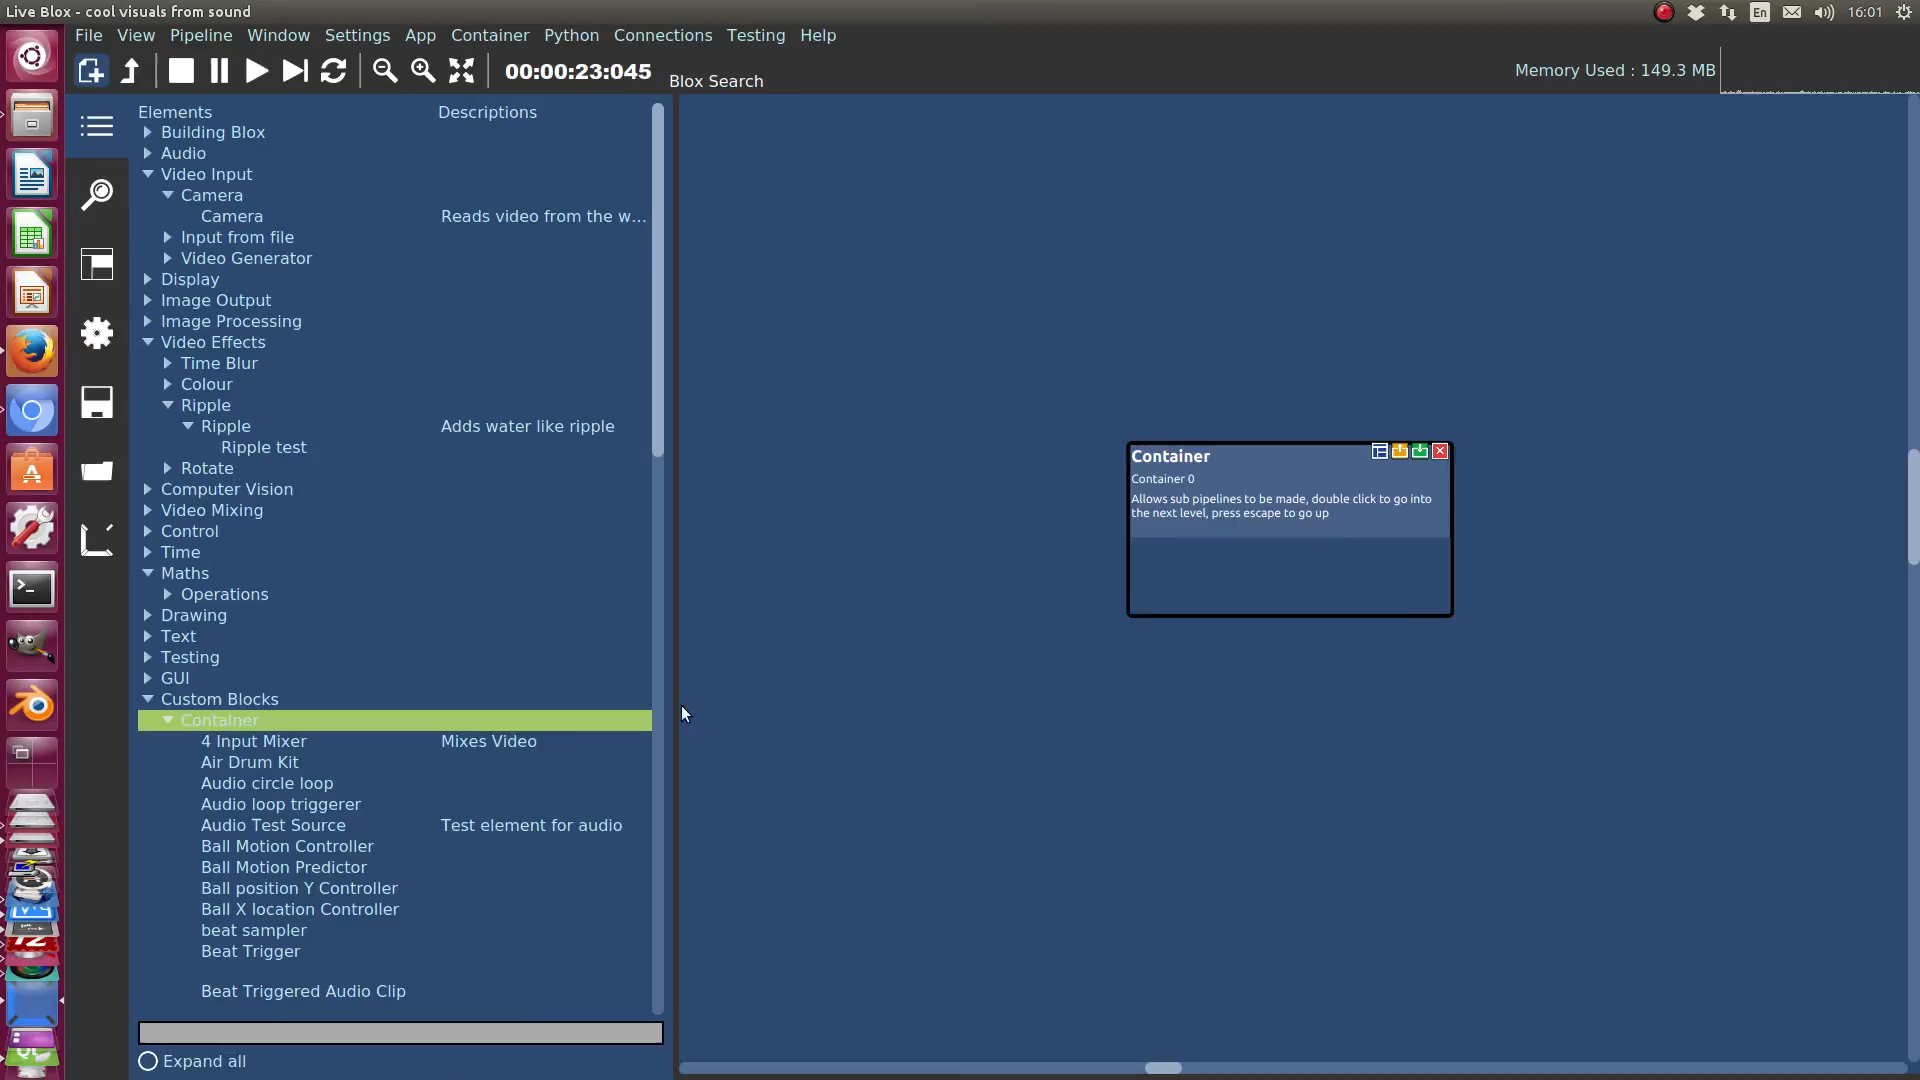 Live Blox - cool visuals from sound
En
16:01
File View Pipeline Window Settings App Container Python Connections Testing Help
00:00:23:045
Blox Search
Memory Used : 149.3 MB
Elements Descriptions
Building Blox
Audio
Video Input
Camera
Camera Reads video from the w...
Input from file
Video Generator
Display
Image Output
Image Processing
Video Effects
Time Blur
Colour
Ripple
Ripple Adds water like ripple
Ripple test
Rotate
Computer Vision
Video Mixing
Control
Time
Maths
Operations
Drawing
Text
Testing
GUI
Custom Blocks
Container
4 Input Mixer Mixes Video
Air Drum Kit
Audio circle loop
Audio loop triggerer
Audio Test Source Test element for audio
Ball Motion Controller
Ball Motion Predictor
Ball position Y Controller
Ball X location Controller
beat sampler
Beat Trigger
Beat Triggered Audio Clip
Expand all
Container
Container 0
Allows sub pipelines to be made, double click to go into
the next level, press escape to go up